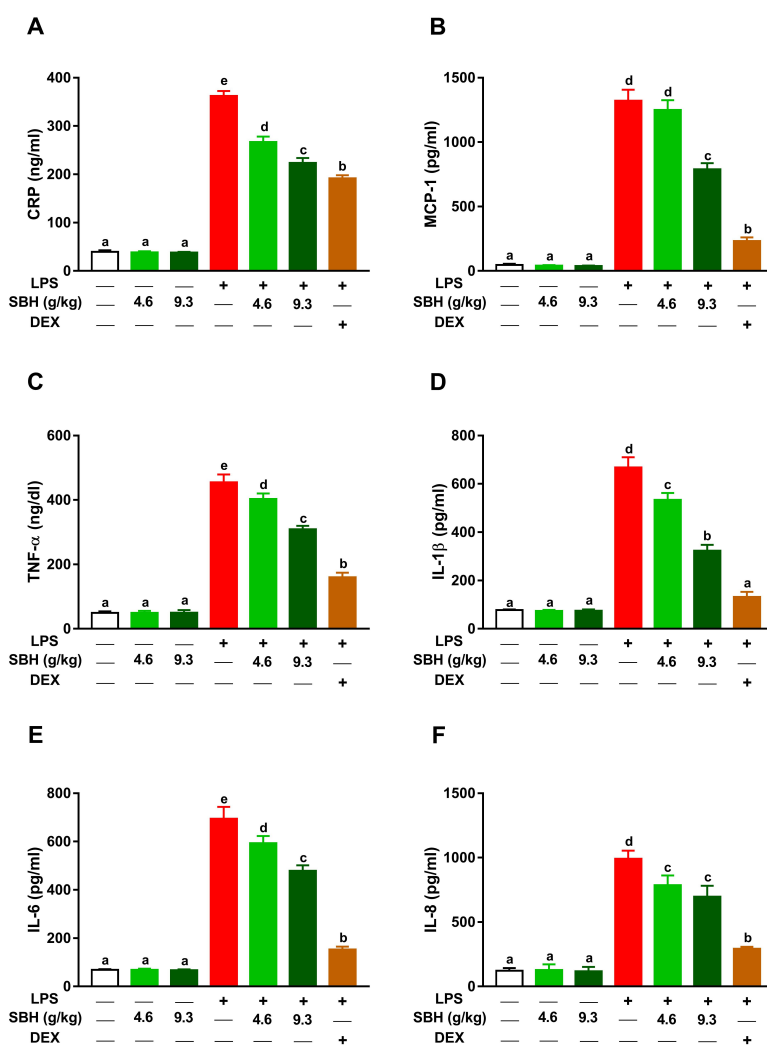 A
B
CRP (ng/ml)
400
300
200
100
0
a a a e d c b
LPS — — — + + + +
SBH (g/kg) — 4.6 9.3 — 4.6 9.3 —
DEX — — — — — — +
MCP-1 (pg/ml)
1500
1000
500
0
a a a d d c b
LPS — — — + + + +
SBH (g/kg) — 4.6 9.3 — 4.6 9.3 —
DEX — — — — — — +
C
D
TNF-α (ng/dl)
600
400
200
0
a a a e d c b
LPS — — — + + + +
SBH (g/kg) — 4.6 9.3 — 4.6 9.3 —
DEX — — — — — — +
IL-1β (pg/ml)
800
600
400
200
0
a a a d c b a
LPS — — — + + + +
SBH (g/kg) — 4.6 9.3 — 4.6 9.3 —
DEX — — — — — — +
E
F
IL-6 (pg/ml)
800
600
400
200
0
a a a e d c b
LPS — — — + + + +
SBH (g/kg) — 4.6 9.3 — 4.6 9.3 —
DEX — — — — — — +
IL-8 (pg/ml)
1500
1000
500
0
a a a d c c b
LPS — — — + + + +
SBH (g/kg) — 4.6 9.3 — 4.6 9.3 —
DEX — — — — — — +